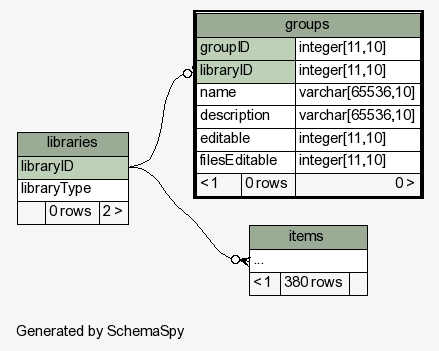 groups
groupID integer[11,10]
libraryID integer[11,10]
name varchar[65536,10]
description varchar[65536,10]
editable integer[11,10]
filesEditable integer[11,10]
< 1 0 rows 0 >
libraries
libraryID
libraryType
0 rows 2 >
items
...
< 1 380 rows
Generated by SchemaSpy